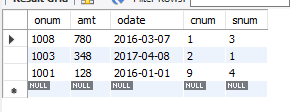 onum amt odate cnum snum
1008 780 2016-03-07 1 3
1003 348 2017-04-08 2 1
1001 128 2016-01-01 9 4
NULL NULL NULL NULL NULL